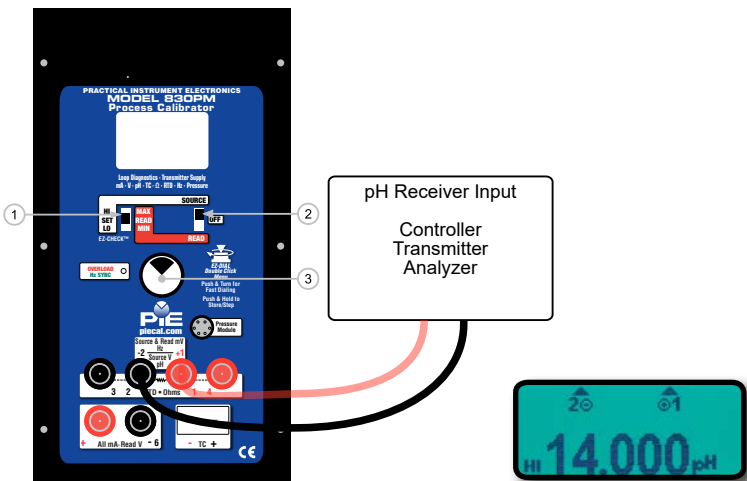 PRACTICAL INSTRUMENT ELECTRONICS
MODEL 830PM
Process Calibrator
Loop Diagnostics · Transmitter Supply
mA · V · pH · TC · Ω · RTD · Hz · Pressure
SOURCE
HI
SET
LO
MAX
READ
MIN
OFF
EZ-CHECK™
READ
1
2
3
OVERLOAD
Hz SYNC
EZ-DIAL
Double Click
Menu
Push & Turn for
Fast Dialing
Push & Hold to
Store/Step
PIE
piecal.com
Pressure
Module
Source & Read mV
Hz
-2 +1
Source V
pH
3 2 RTD • Ohms 1 4
+ All mA-Read V - 6
- TC +
CE
pH Receiver Input
Controller
Transmitter
Analyzer
2⊖ ⊕1
HI 14.000 pH